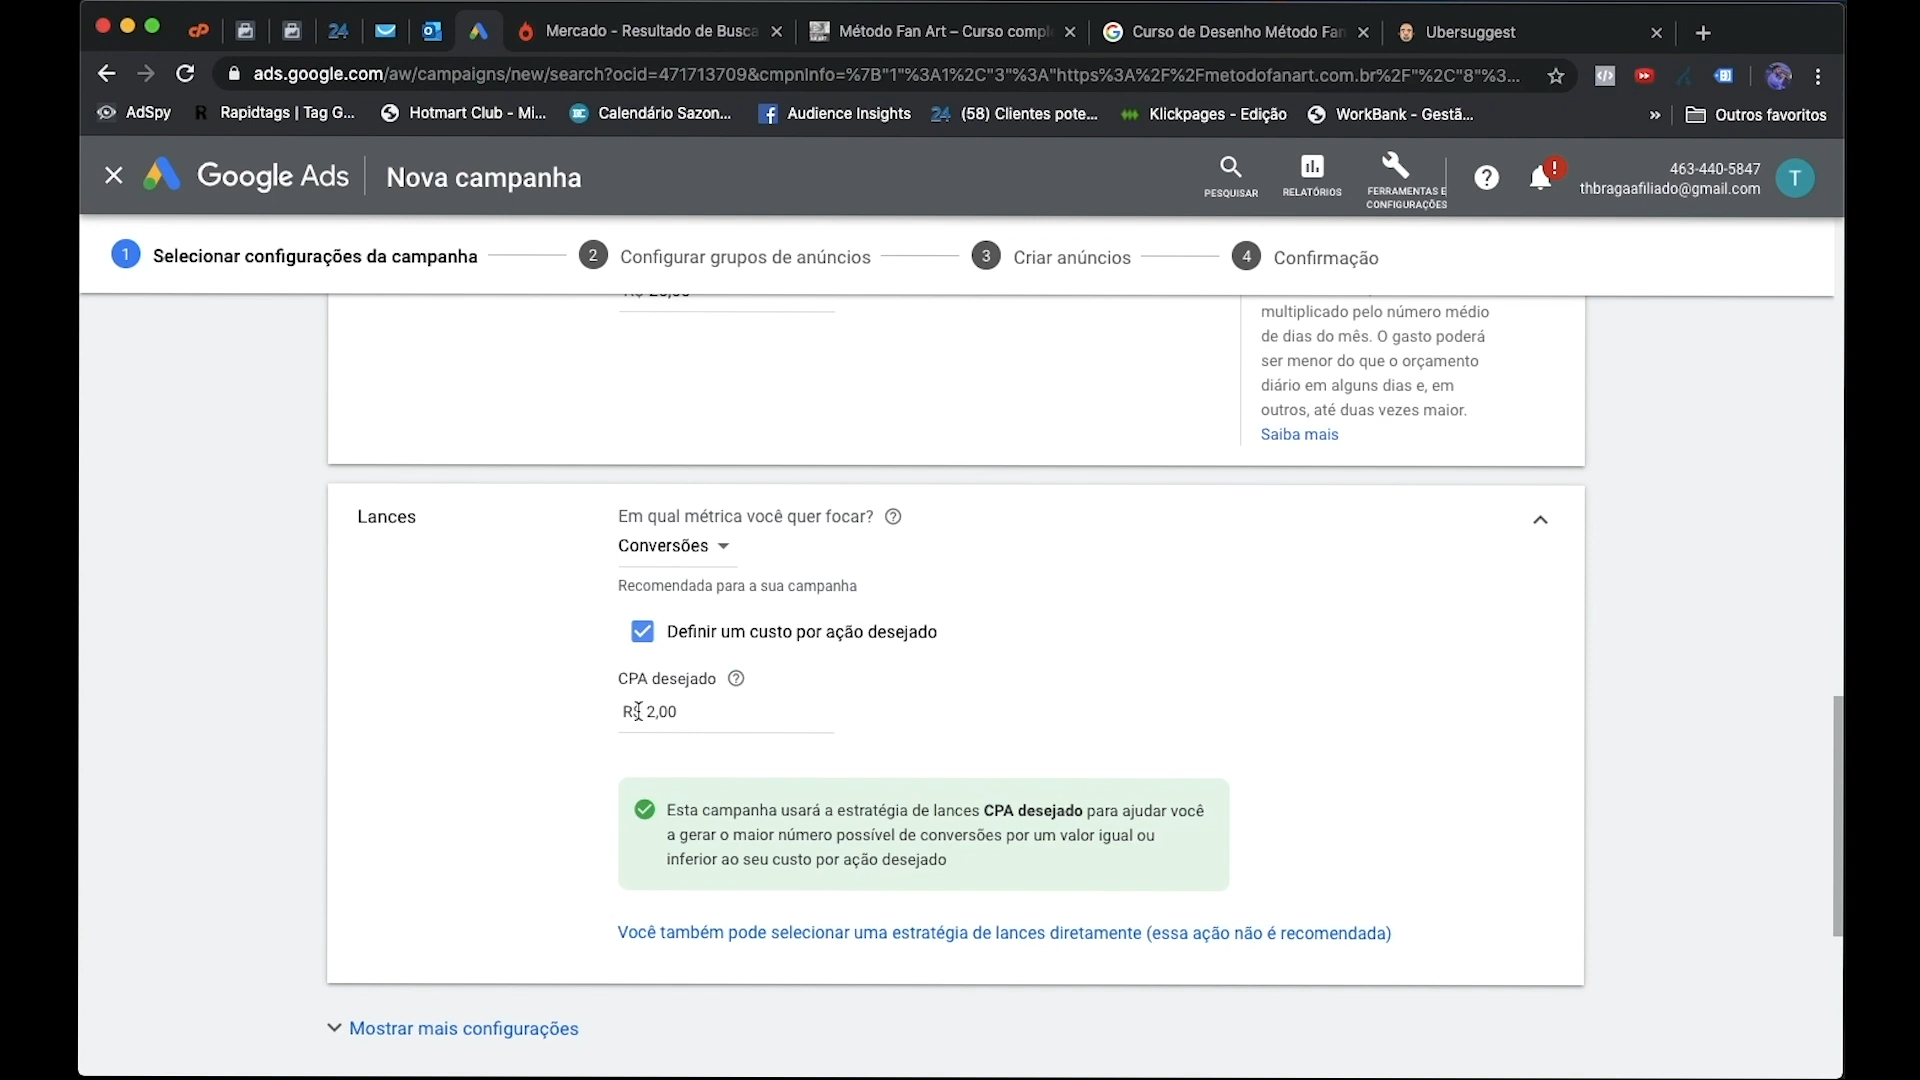 Mercado - Resultado de Busca
Método Fan Art – Curso compl
Curso de Desenho Método Fan
Ubersuggest
ads.google.com/aw/campaigns/new/search?ocid=471713709&cmpnInfo=%7B"1"%3A1%2C"3"%3A"https%3A%2F%2Fmetodofanart.com.br%2F"%2C"8"%3...
AdSpy
Rapidtags | Tag G...
Hotmart Club - Mi...
Calendário Sazon...
Audience Insights
24 (58) Clientes pote...
Klickpages - Edição
WorkBank - Gestã...
»
Outros favoritos
Google Ads
Nova campanha
PESQUISAR
RELATÓRIOS
FERRAMENTAS E
CONFIGURAÇÕES
463-440-5847
thbragaafiliado@gmail.com
T
1 Selecionar configurações da campanha
2 Configurar grupos de anúncios
3 Criar anúncios
4 Confirmação
multiplicado pelo número médio
de dias do mês. O gasto poderá
ser menor do que o orçamento
diário em alguns dias e, em
outros, até duas vezes maior.
Saiba mais
Lances
Em qual métrica você quer focar?
Conversões
Recomendada para a sua campanha
Definir um custo por ação desejado
CPA desejado
R$ 2,00
Esta campanha usará a estratégia de lances CPA desejado para ajudar você
a gerar o maior número possível de conversões por um valor igual ou
inferior ao seu custo por ação desejado
Você também pode selecionar uma estratégia de lances diretamente (essa ação não é recomendada)
Mostrar mais configurações